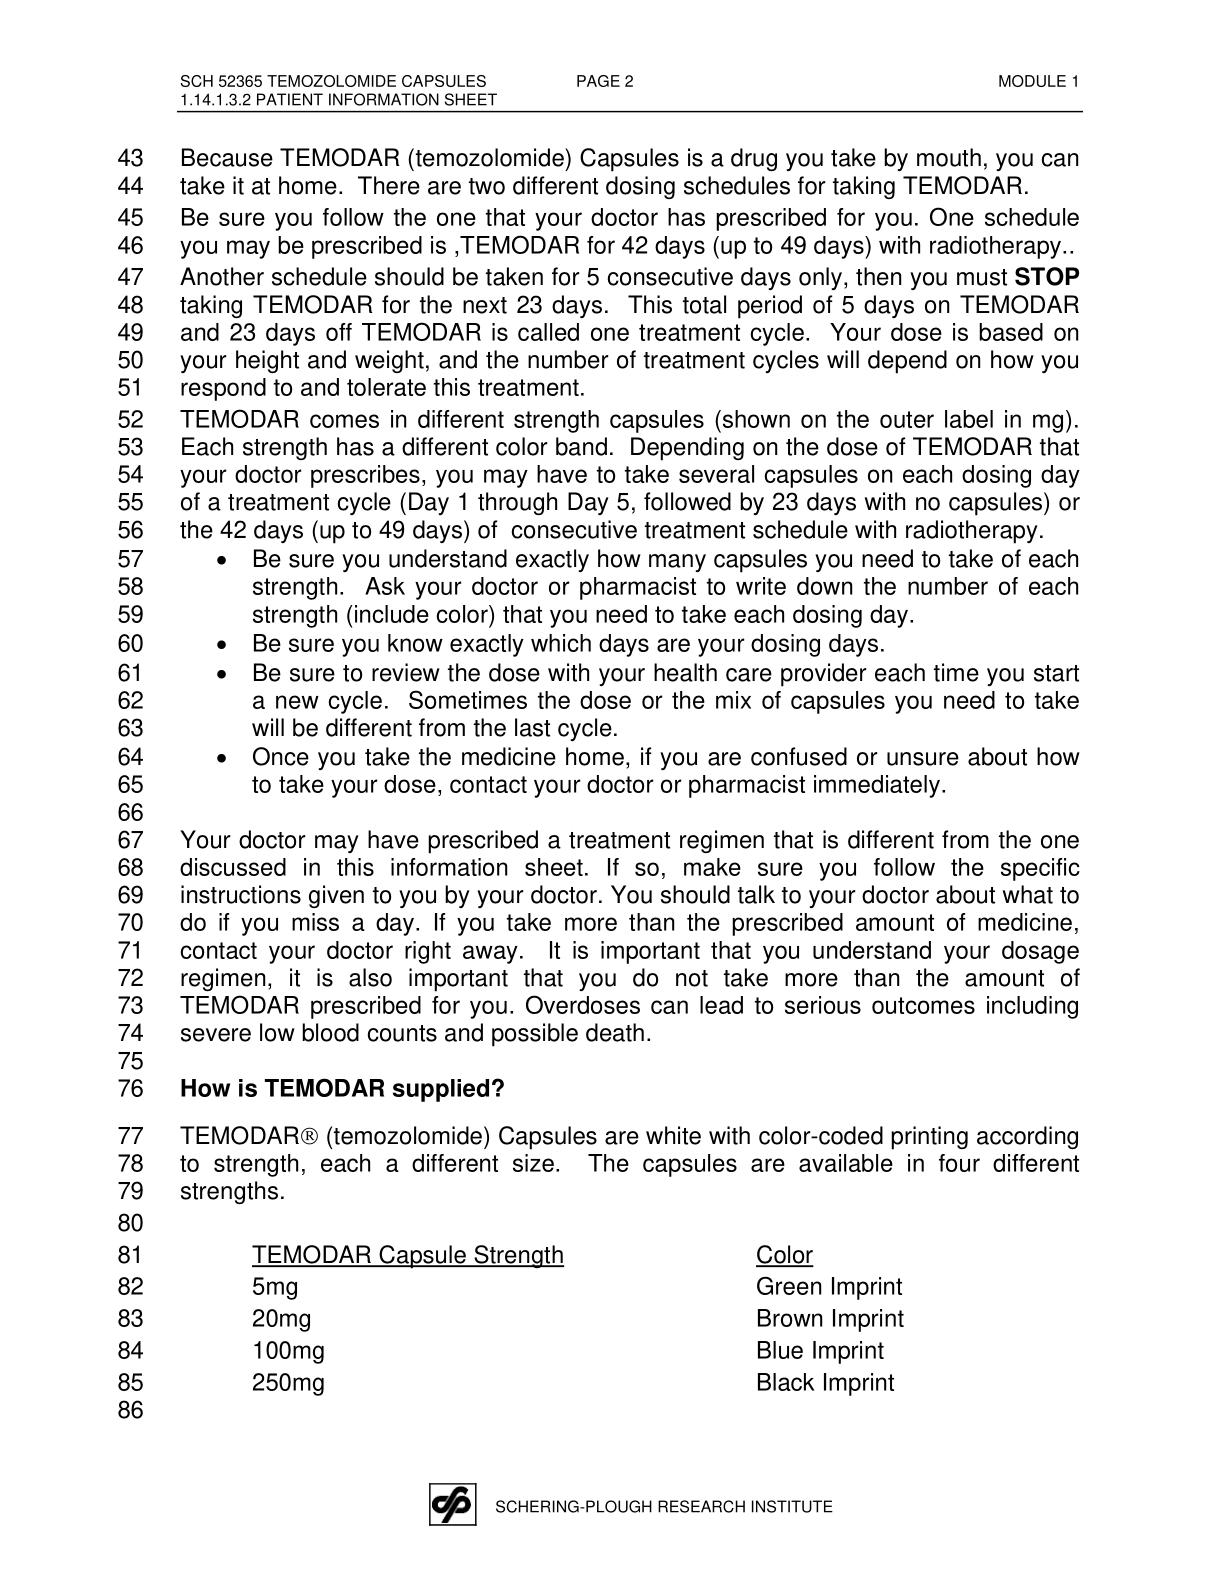 SCH 52365 TEMOZOLOMIDE CAPSULES PAGE 2 MODULE 1
1.14.1.3.2 PATIENT INFORMATION SHEET
43 Because TEMODAR (temozolomide) Capsules is a drug you take by mouth, you can
44 take it at home. There are two different dosing schedules for taking TEMODAR.
45 Be sure you follow the one that your doctor has prescribed for you. One schedule
46 you may be prescribed is ,TEMODAR for 42 days (up to 49 days) with radiotherapy..
47 Another schedule should be taken for 5 consecutive days only, then you must STOP
48 taking TEMODAR for the next 23 days. This total period of 5 days on TEMODAR
49 and 23 days off TEMODAR is called one treatment cycle. Your dose is based on
50 your height and weight, and the number of treatment cycles will depend on how you
51 respond to and tolerate this treatment.
52 TEMODAR comes in different strength capsules (shown on the outer label in mg).
53 Each strength has a different color band. Depending on the dose of TEMODAR that
54 your doctor prescribes, you may have to take several capsules on each dosing day
55 of a treatment cycle (Day 1 through Day 5, followed by 23 days with no capsules) or
56 the 42 days (up to 49 days) of consecutive treatment schedule with radiotherapy.
57 • Be sure you understand exactly how many capsules you need to take of each
58 strength. Ask your doctor or pharmacist to write down the number of each
59 strength (include color) that you need to take each dosing day.
60 • Be sure you know exactly which days are your dosing days.
61 • Be sure to review the dose with your health care provider each time you start
62 a new cycle. Sometimes the dose or the mix of capsules you need to take
63 will be different from the last cycle.
64 • Once you take the medicine home, if you are confused or unsure about how
65 to take your dose, contact your doctor or pharmacist immediately.
66
67 Your doctor may have prescribed a treatment regimen that is different from the one
68 discussed in this information sheet. If so, make sure you follow the specific
69 instructions given to you by your doctor. You should talk to your doctor about what to
70 do if you miss a day. If you take more than the prescribed amount of medicine,
71 contact your doctor right away. It is important that you understand your dosage
72 regimen, it is also important that you do not take more than the amount of
73 TEMODAR prescribed for you. Overdoses can lead to serious outcomes including
74 severe low blood counts and possible death.
75
76 How is TEMODAR supplied?
77 TEMODAR® (temozolomide) Capsules are white with color-coded printing according
78 to strength, each a different size. The capsules are available in four different
79 strengths.
80
81 TEMODAR Capsule Strength Color
82 5mg Green Imprint
83 20mg Brown Imprint
84 100mg Blue Imprint
85 250mg Black Imprint
86
SCHERING-PLOUGH RESEARCH INSTITUTE